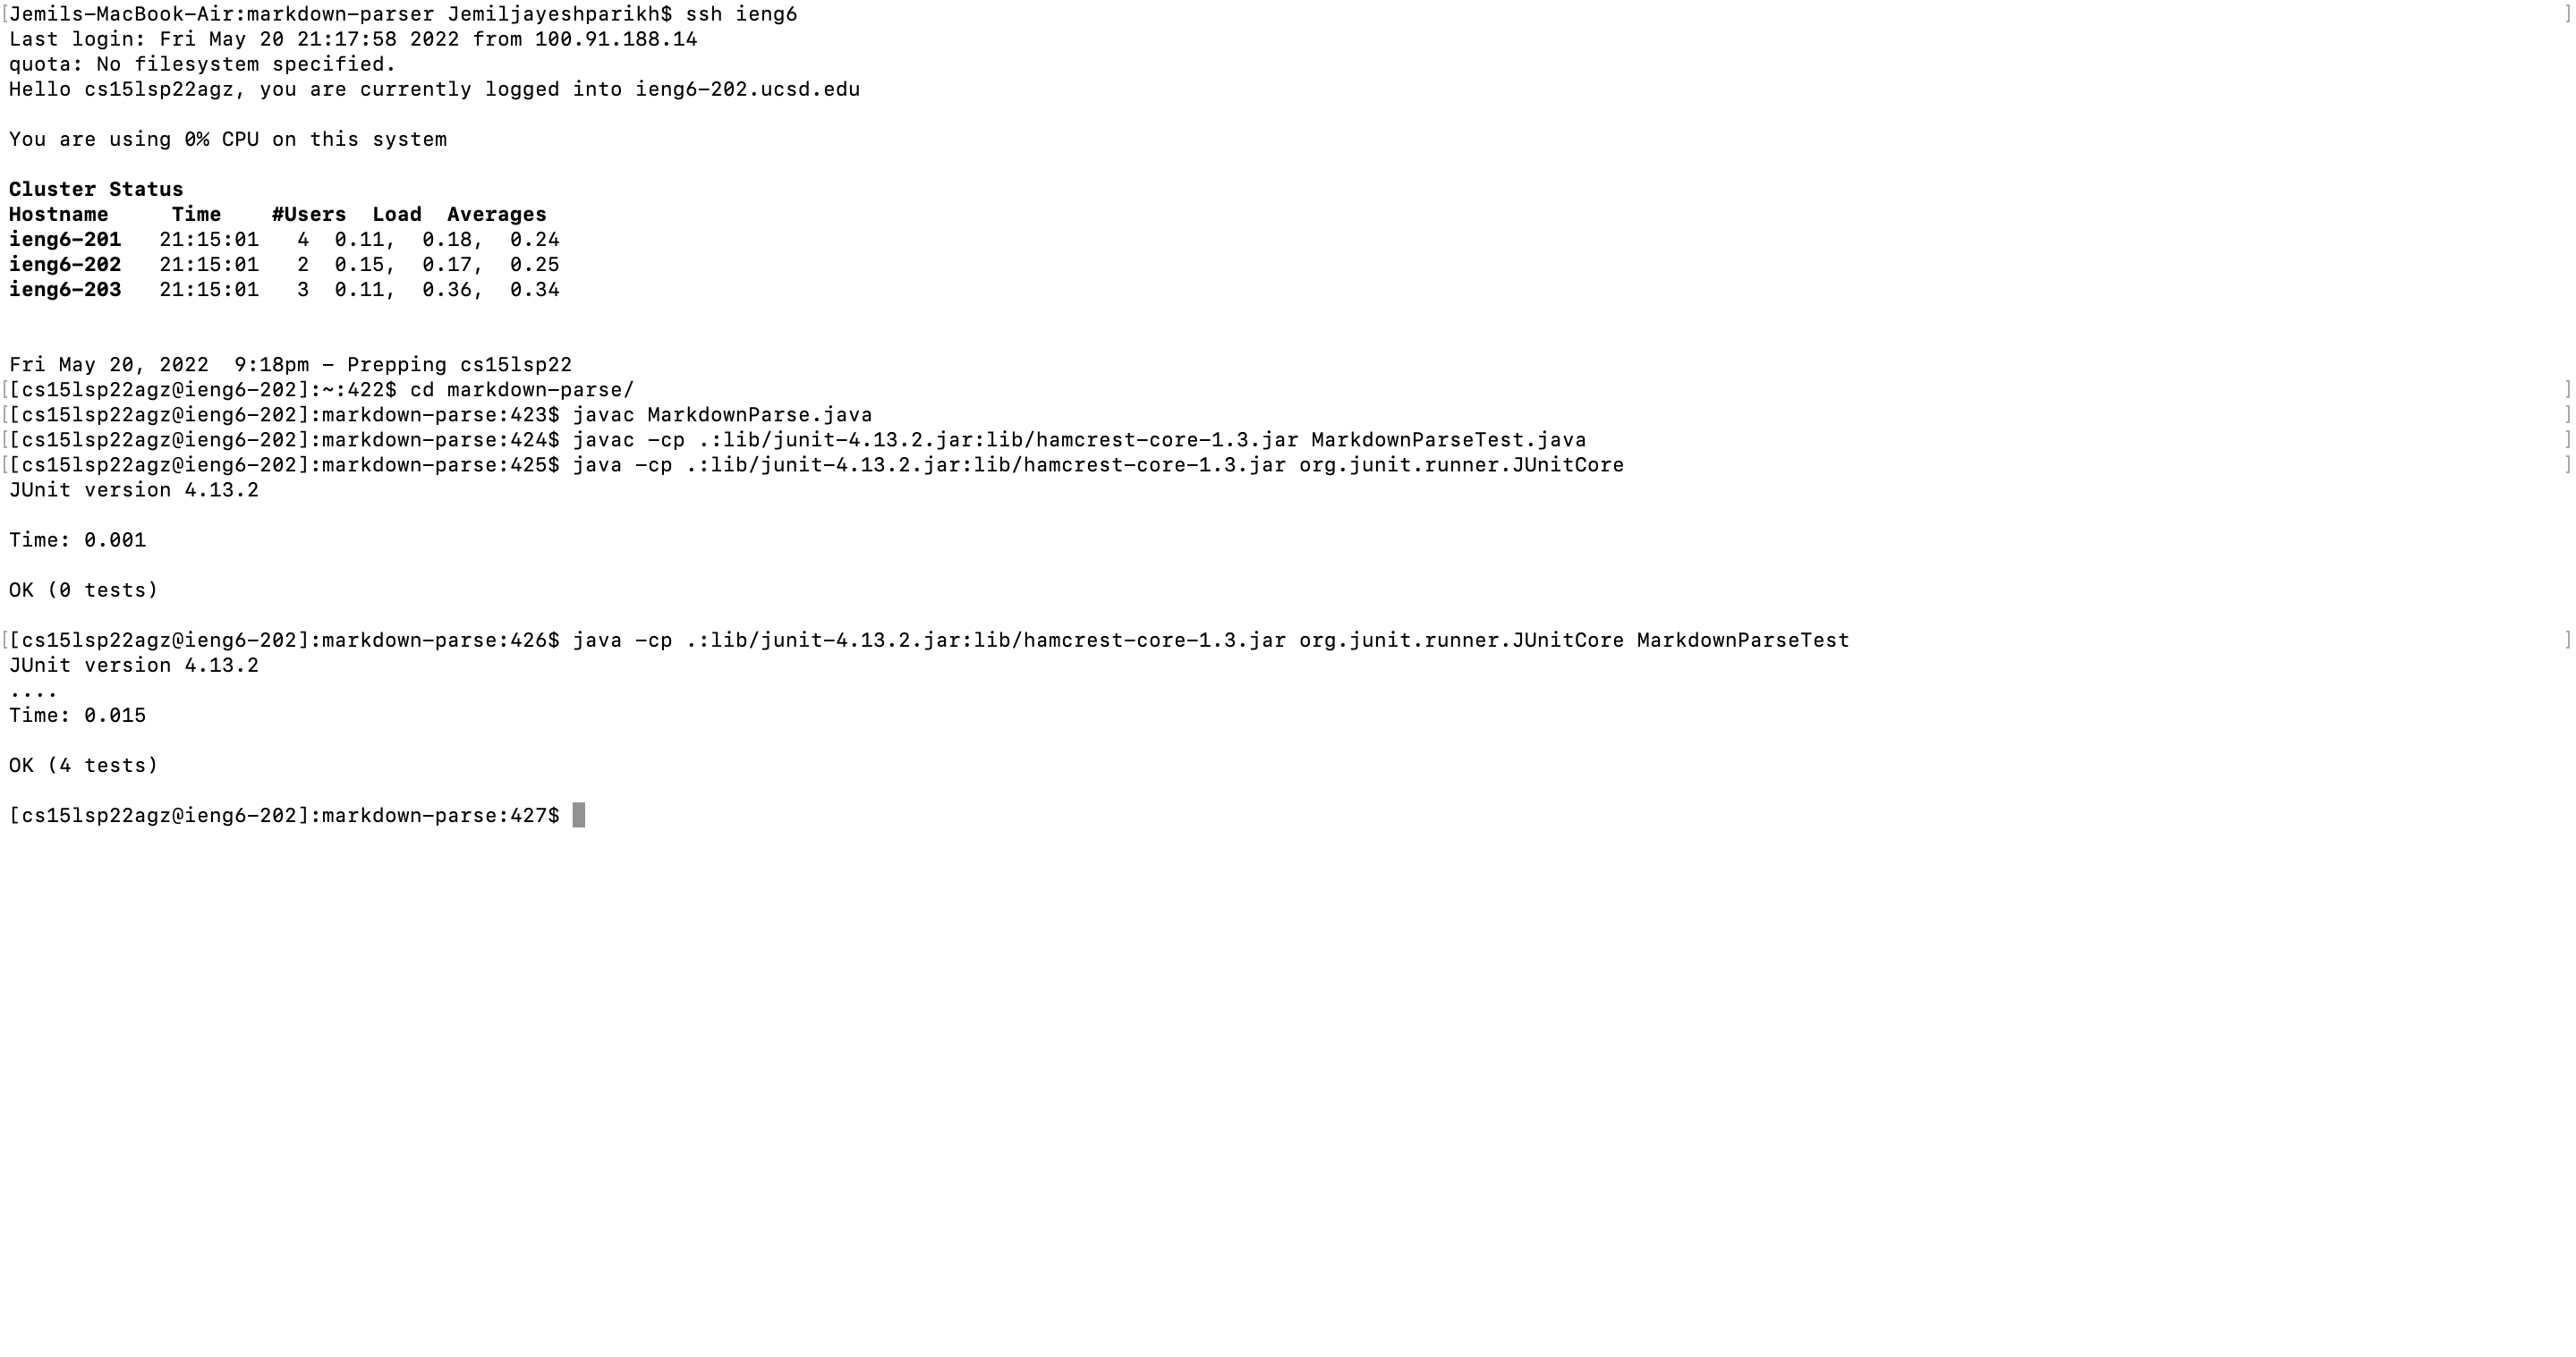 [Jemils-MacBook-Air:markdown-parser Jemiljayeshparikh$ ssh ieng6 ]
Last login: Fri May 20 21:17:58 2022 from 100.91.188.14
quota: No filesystem specified.
Hello cs15lsp22agz, you are currently logged into ieng6-202.ucsd.edu
You are using 0% CPU on this system
Cluster Status
Hostname     Time    #Users  Load  Averages
ieng6-201   21:15:01   4  0.11,  0.18,  0.24
ieng6-202   21:15:01   2  0.15,  0.17,  0.25
ieng6-203   21:15:01   3  0.11,  0.36,  0.34
Fri May 20, 2022  9:18pm - Prepping cs15lsp22
[[cs15lsp22agz@ieng6-202]:~:422$ cd markdown-parse/ ]
[[cs15lsp22agz@ieng6-202]:markdown-parse:423$ javac MarkdownParse.java ]
[[cs15lsp22agz@ieng6-202]:markdown-parse:424$ javac -cp .:lib/junit-4.13.2.jar:lib/hamcrest-core-1.3.jar MarkdownParseTest.java ]
[[cs15lsp22agz@ieng6-202]:markdown-parse:425$ java -cp .:lib/junit-4.13.2.jar:lib/hamcrest-core-1.3.jar org.junit.runner.JUnitCore ]
JUnit version 4.13.2
Time: 0.001
OK (0 tests)
[[cs15lsp22agz@ieng6-202]:markdown-parse:426$ java -cp .:lib/junit-4.13.2.jar:lib/hamcrest-core-1.3.jar org.junit.runner.JUnitCore MarkdownParseTest ]
JUnit version 4.13.2
....
Time: 0.015
OK (4 tests)
[cs15lsp22agz@ieng6-202]:markdown-parse:427$